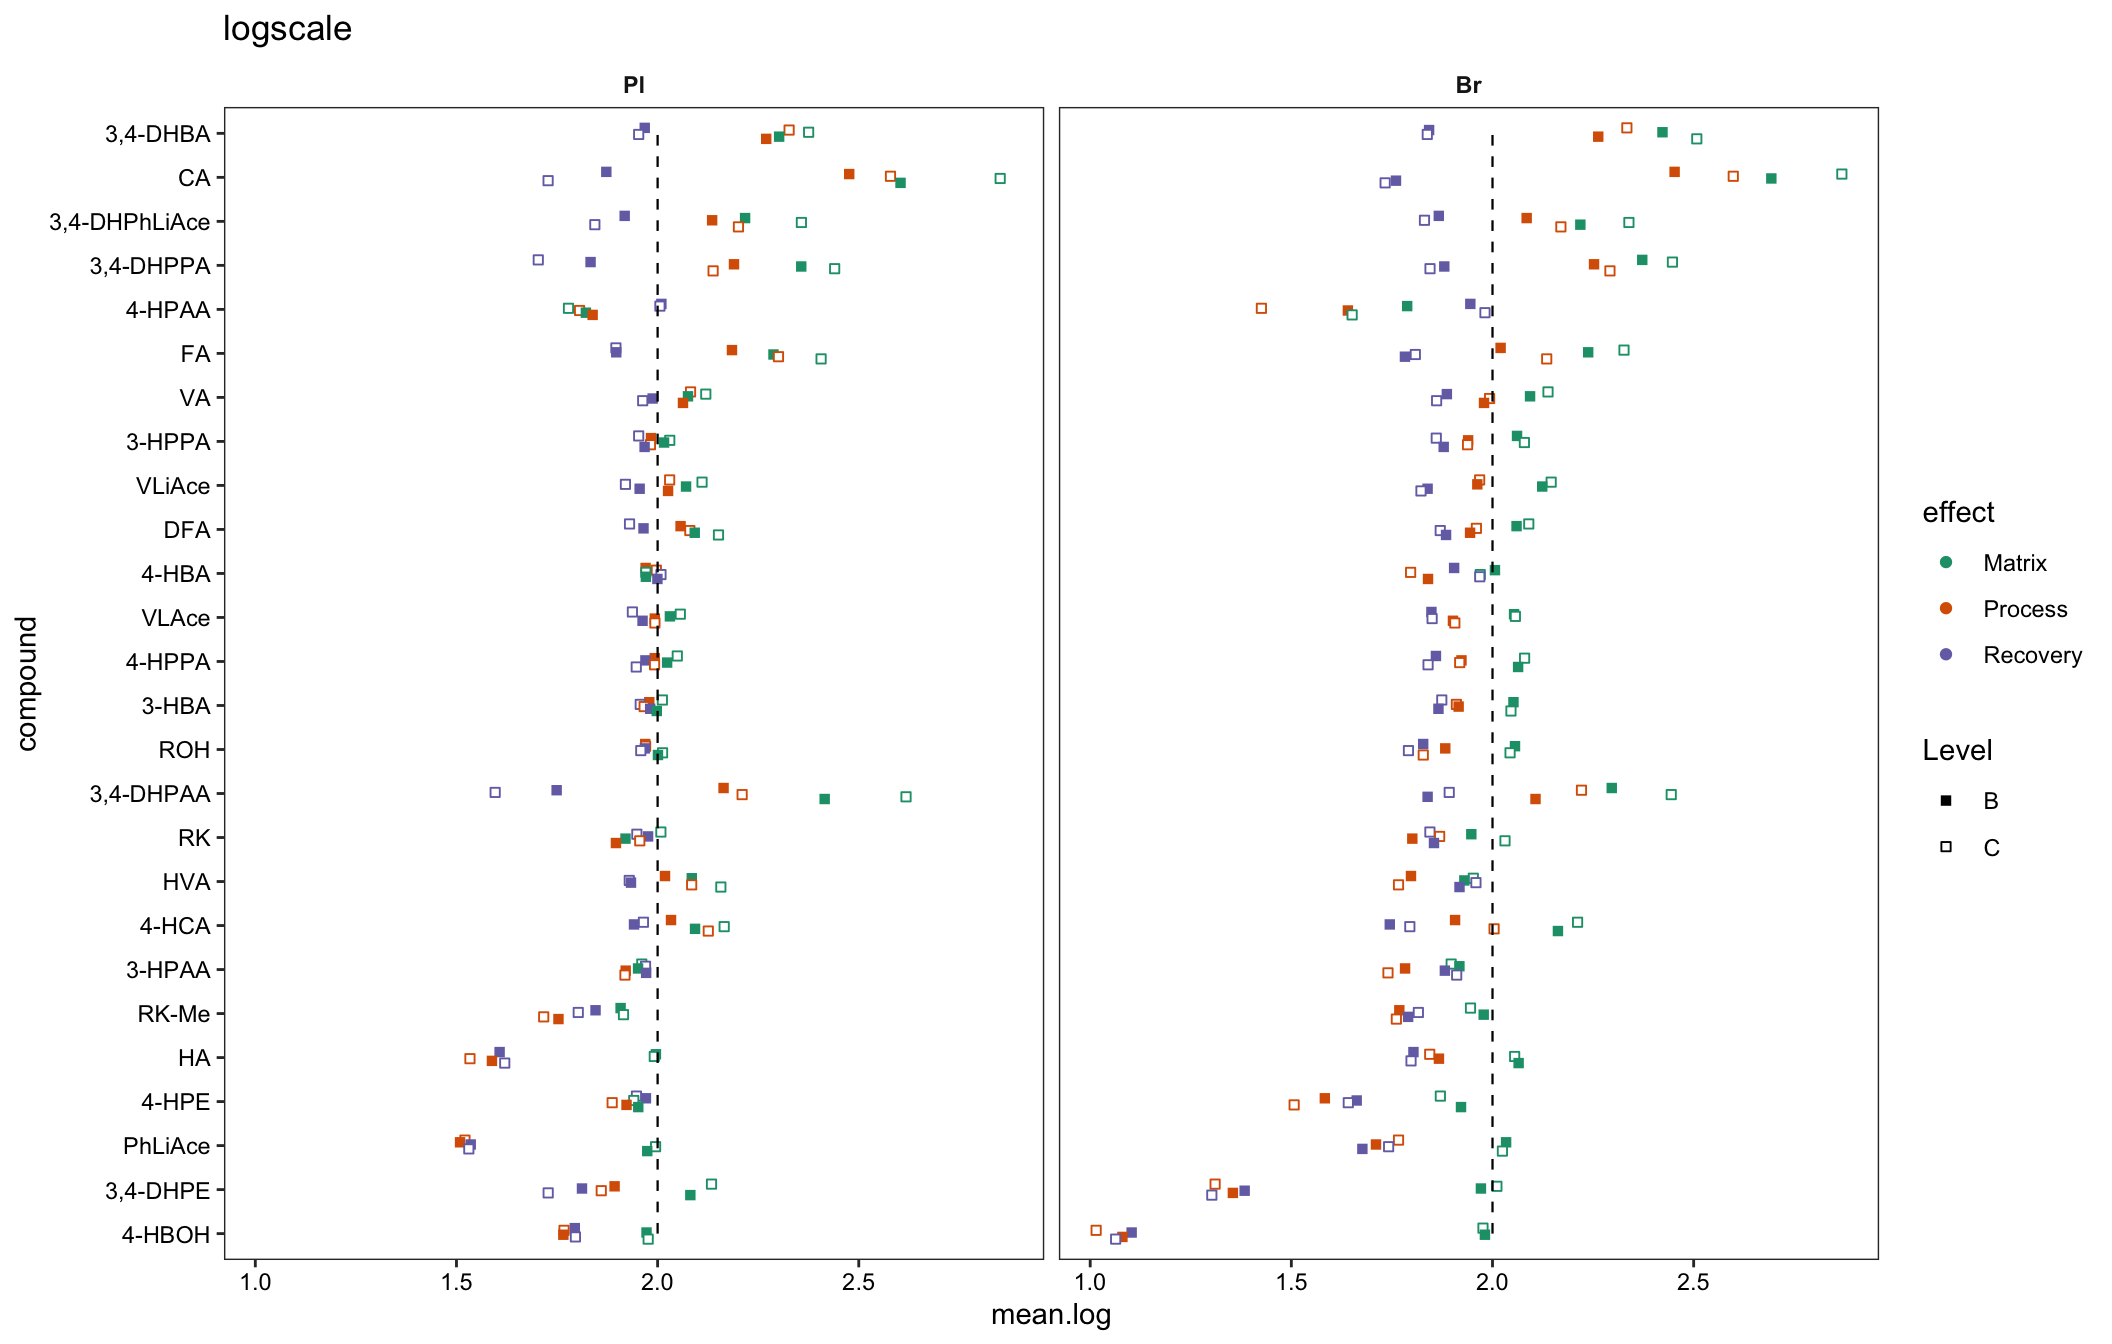 logscale
Pl
Br
3,4-DHBA
CA
3,4-DHPhLiAce
3,4-DHPPA
4-HPAA
FA
VA
3-HPPA
VLiAce
DFA
4-HBA
VLAce
4-HPPA
3-HBA
ROH
3,4-DHPAA
RK
HVA
4-HCA
3-HPAA
RK-Me
HA
4-HPE
PhLiAce
3,4-DHPE
4-HBOH
compound
1.0 1.5 2.0 2.5
1.0 1.5 2.0 2.5
mean.log
effect
Matrix
Process
Recovery
Level
B
C